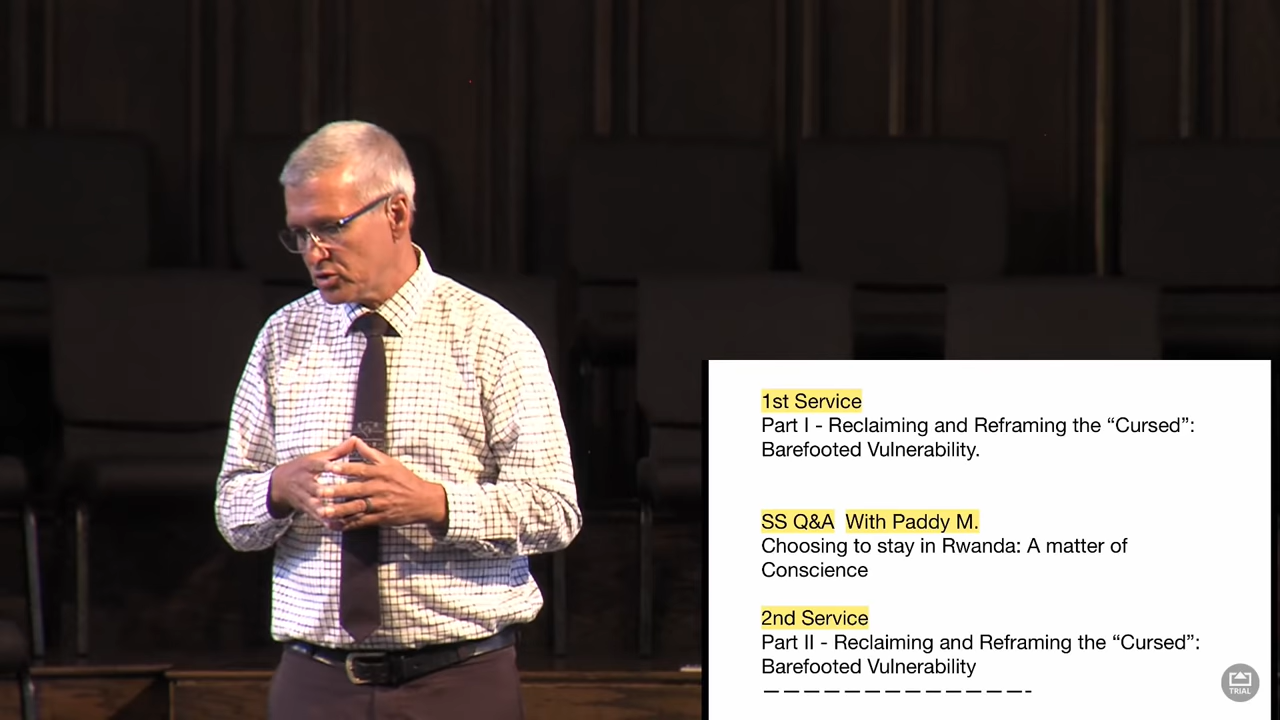 1st Service
Part I - Reclaiming and Reframing the “Cursed”:
Barefooted Vulnerability.
SS Q&A With Paddy M.
Choosing to stay in Rwanda: A matter of
Conscience
2nd Service
Part II - Reclaiming and Reframing the “Cursed”:
Barefooted Vulnerability
— — — — — — — — — — — — — -
TRIAL